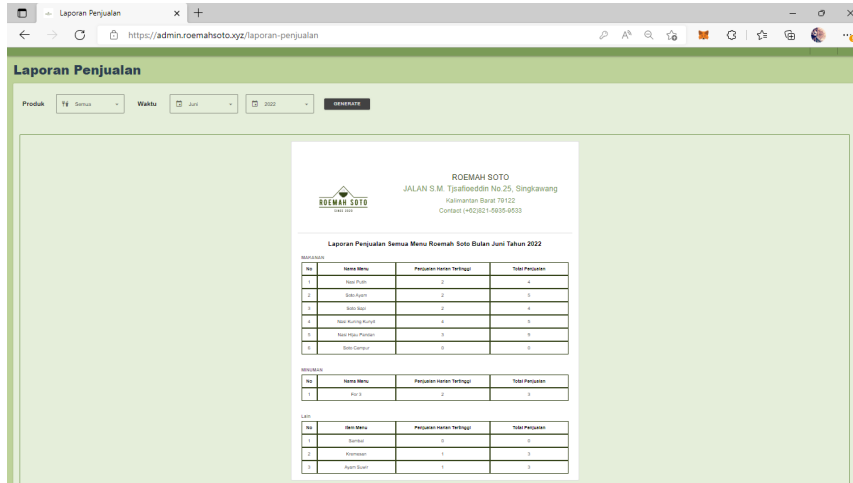 Laporan Penjualan
https://admin.roemahsoto.xyz/laporan-penjualan
Laporan Penjualan
Produk Semua Waktu Juni 2022 GENERATE
ROEMAH SOTO
SINCE
ROEMAH SOTO
JALAN S.M. Tjsafioeddin No.25, Singkawang
Kalimantan Barat 79122
Contact (+62)821-5935-9533
Laporan Penjualan Semua Menu Roemah Soto Bulan Juni Tahun 2022
MAKANAN
No Nama Menu Penjualan Harian Tertinggi Total Penjualan
1 Nasi Putih 2 4
2 Soto Ayam 2
3 Soto Sapi 2 4
4 Nasi Kuning Kunyit 4
5 Nasi Hijau Pandan 3
6 Soto Campur 0 0
MINUMAN
No Nama Menu Penjualan Harian Tertinggi Total Penjualan
1 For 3 2 3
Lain
No Item Menu Penjualan Harian Tertinggi Total Penjualan
1 Sambal 0 0
2 Kremesan 1 3
3 Ayam Suwir 1 3